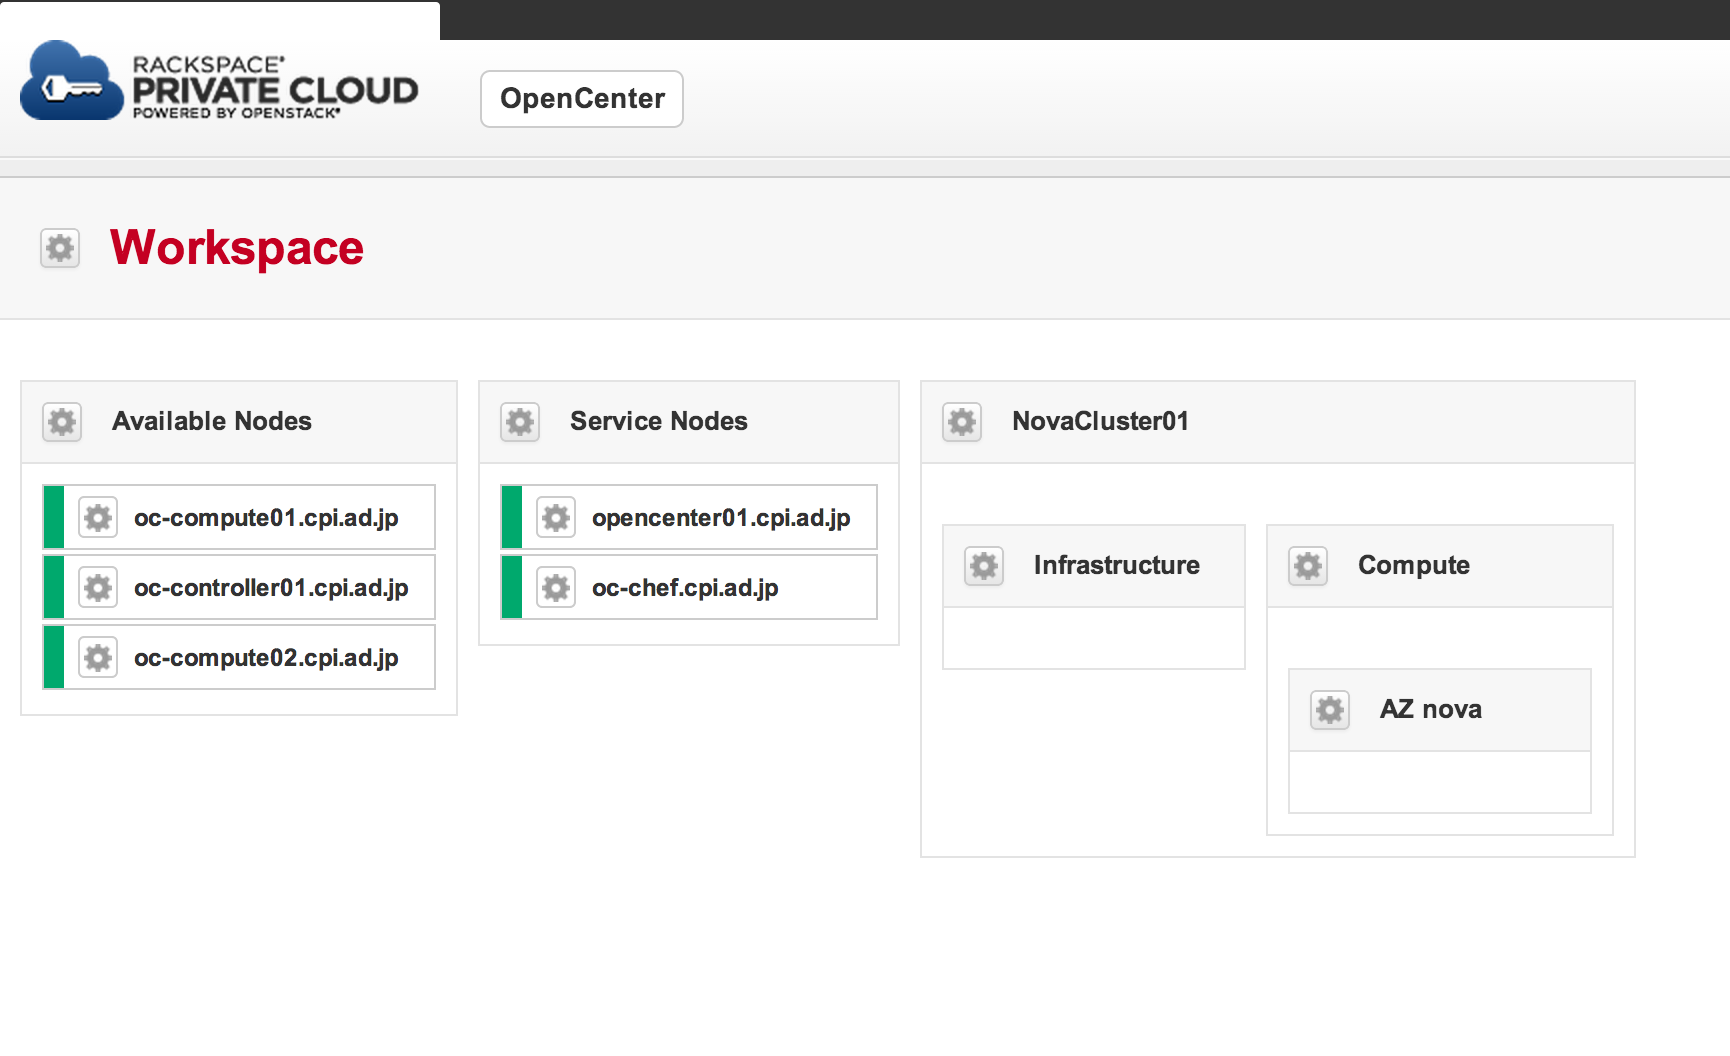 RACKSPACE®
PRIVATE CLOUD
POWERED BY OPENSTACK®
OpenCenter
Workspace
Available Nodes
oc-compute01.cpi.ad.jp
oc-controller01.cpi.ad.jp
oc-compute02.cpi.ad.jp
Service Nodes
opencenter01.cpi.ad.jp
oc-chef.cpi.ad.jp
NovaCluster01
Infrastructure
Compute
AZ nova